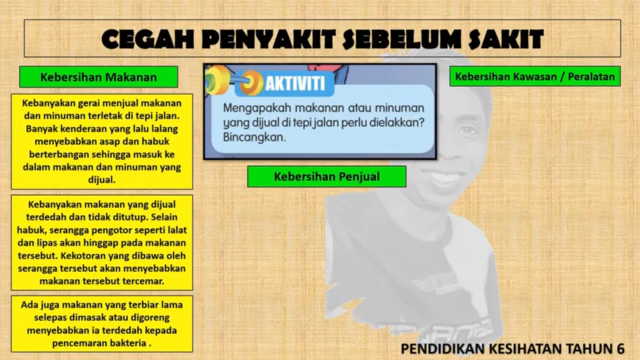 CEGAH PENYAKIT SEBELUM SAKIT
Kebersihan Makanan
Kebanyakan gerai menjual makanan
dan minuman terletak di tepi jalan.
Banyak kenderaan yang lalu lalang
menyebabkan asap dan habuk
berterbangan sehingga masuk ke
dalam makanan dan minuman yang
dijual.
Kebanyakan makanan yang dijual
terdedah dan tidak ditutup. Selain
habuk, serangga pengotor seperti lalat
dan lipas akan hinggap pada makanan
tersebut. Kekotoran yang dibawa oleh
serangga tersebut akan menyebabkan
makanan tersebut tercemar.
Ada juga makanan yang terbiar lama
selepas dimasak atau digoreng
menyebabkan ia terdedah kepada
pencemaran bakteria .
AKTIVITI
Mengapakah makanan atau minuman
yang dijual di tepi jalan perlu dielakkan?
Bincangkan.
Kebersihan Penjual
Kebersihan Kawasan / Peralatan
PENDIDIKAN KESIHATAN TAHUN 6